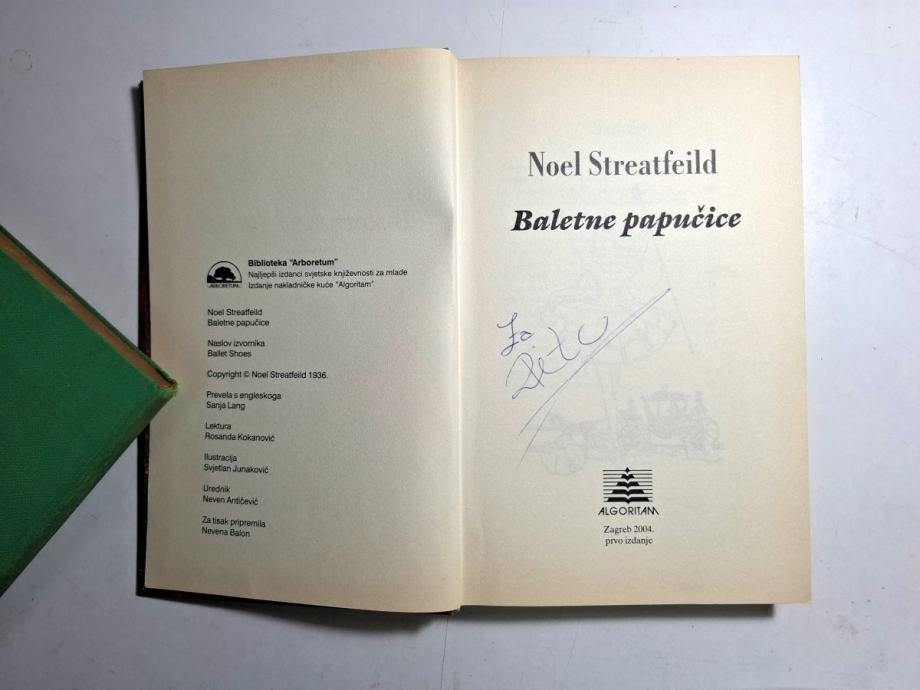 Biblioteka "Arboretum"
Najljepši izdanci svjetske književnosti za mlade
Izdanje nakladničke kuće "Algoritam"
ARBORETUM
Noel Streatfeild
Baletne papučice
Naslov izvornika
Ballet Shoes
Copyright © Noel Streatfeild 1936.
Prevela s engleskoga
Sanja Lang
Lektura
Rosanda Kokanović
Ilustracija
Svjetlan Junaković
Urednik
Neven Antičević
Za tisak pripremila
Nevena Balon
Noel Streatfeild
Baletne papučice
Za
ALGORITAM
Zagreb 2004.
prvo izdanje